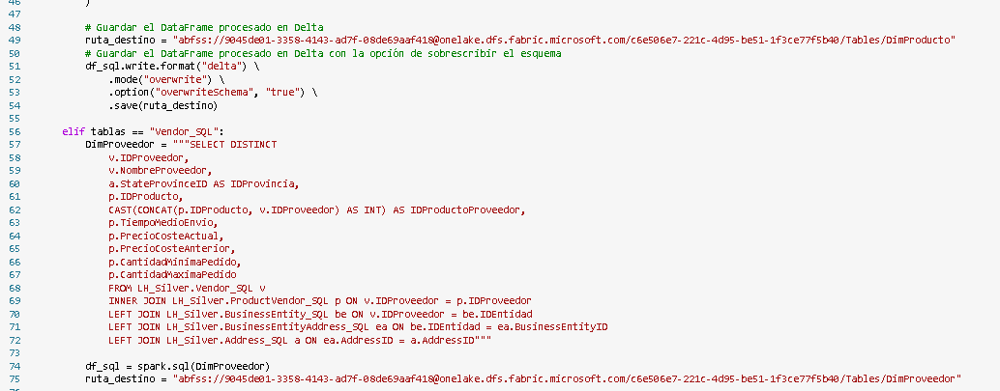 46 )
47
48 # Guardar el DataFrame procesado en Delta
49 ruta_destino = "abfss://9045de01-3358-4143-ad7f-08de69aaf418@onelake.dfs.fabric.microsoft.com/c6e506e7-221c-4d95-be51-1f3ce77f5b40/Tables/DimProducto"
50 # Guardar el DataFrame procesado en Delta con la opción de sobrescribir el esquema
51 df_sql.write.format("delta") \
52 .mode("overwrite") \
53 .option("overwriteSchema", "true") \
54 .save(ruta_destino)
55
56 elif tablas == "Vendor_SQL":
57 DimProveedor = """SELECT DISTINCT
58 v.IDProveedor,
59 v.NombreProveedor,
60 a.StateProvinceID AS IDProvincia,
61 p.IDProducto,
62 CAST(CONCAT(p.IDProducto, v.IDProveedor) AS INT) AS IDProductoProveedor,
63 p.TiempoMedioEnvio,
64 p.PrecioCosteActual,
65 p.PrecioCosteAnterior,
66 p.CantidadMinimaPedido,
67 p.CantidadMaximaPedido
68 FROM LH_Silver.Vendor_SQL v
69 INNER JOIN LH_Silver.ProductVendor_SQL p ON v.IDProveedor = p.IDProveedor
70 LEFT JOIN LH_Silver.BusinessEntity_SQL be ON v.IDProveedor = be.IDEntidad
71 LEFT JOIN LH_Silver.BusinessEntityAddress_SQL ea ON be.IDEntidad = ea.BusinessEntityID
72 LEFT JOIN LH_Silver.Address_SQL a ON ea.AddressID = a.AddressID"""
73
74 df_sql = spark.sql(DimProveedor)
75 ruta_destino = "abfss://9045de01-3358-4143-ad7f-08de69aaf418@onelake.dfs.fabric.microsoft.com/c6e506e7-221c-4d95-be51-1f3ce77f5b40/Tables/DimProveedor"